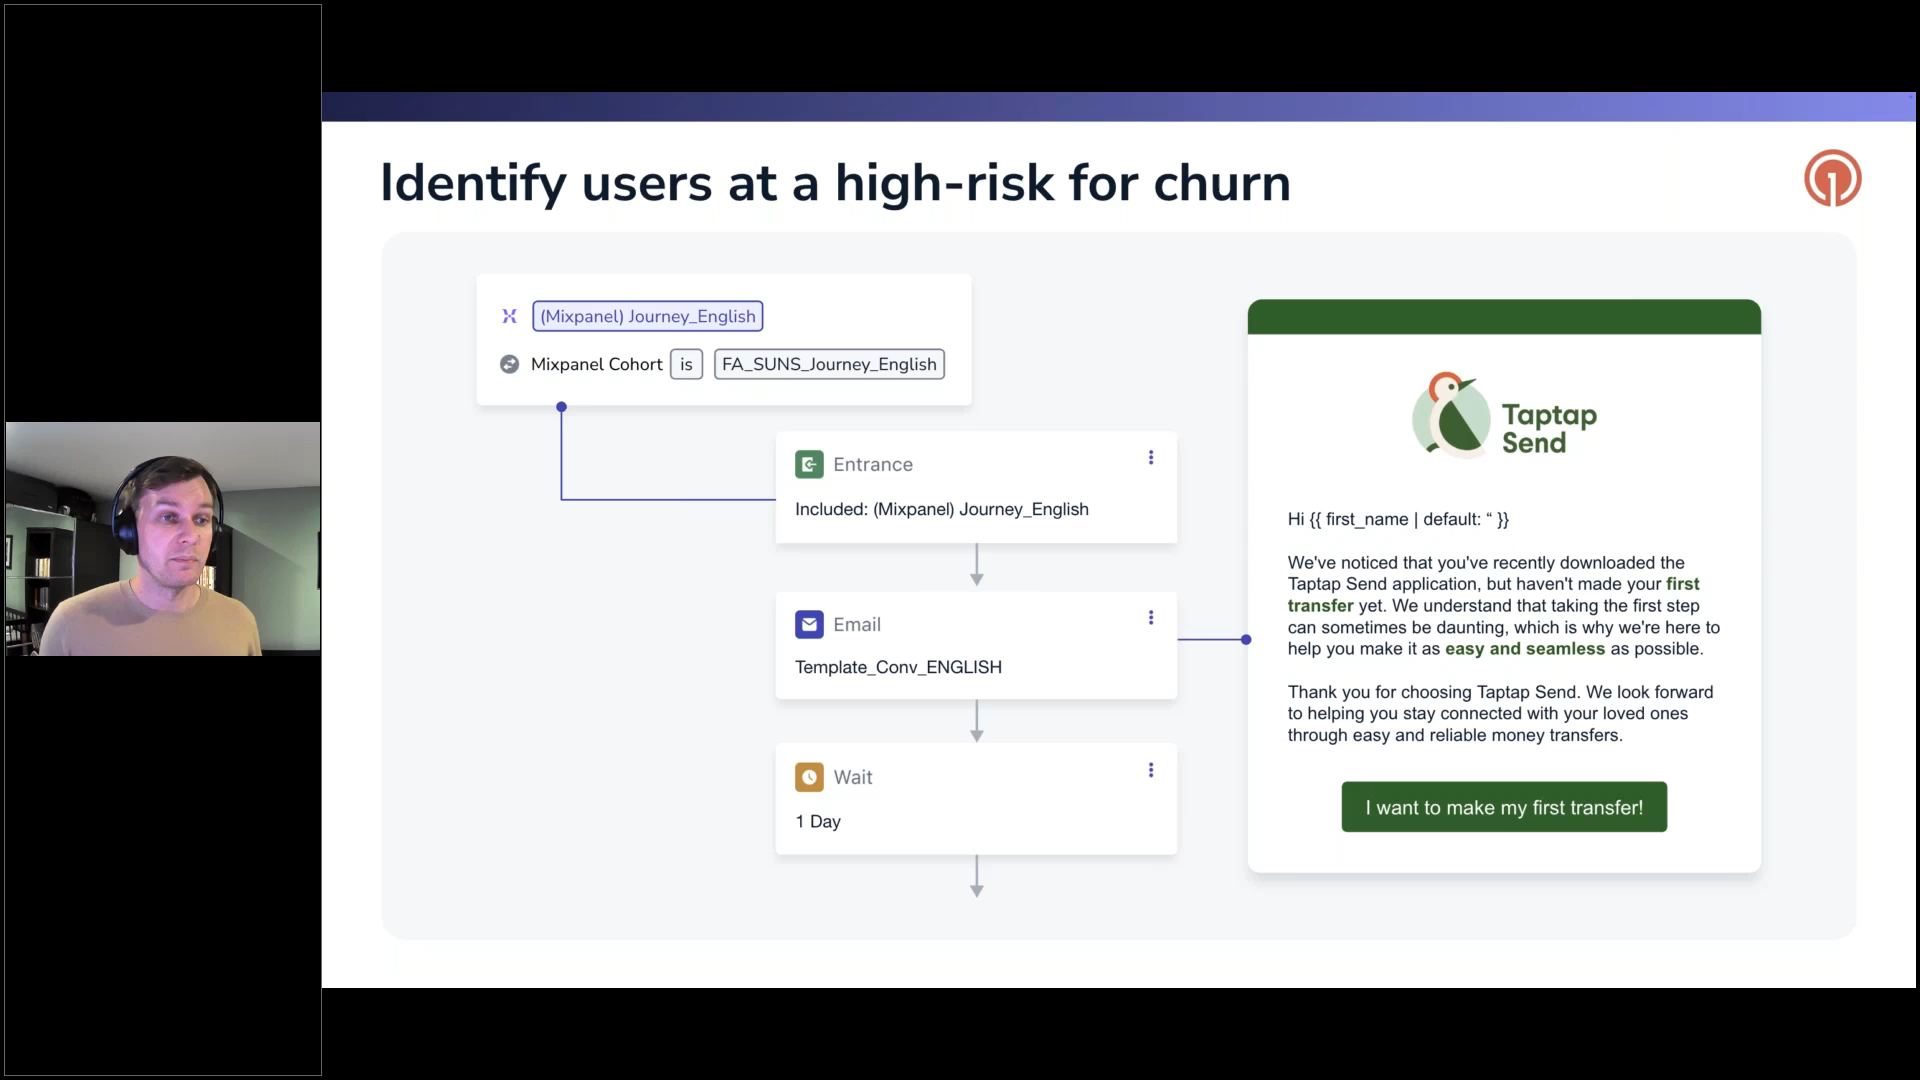 Identify users at a high-risk for churn
(Mixpanel) Journey_English
Mixpanel Cohort is FA_SUNS_Journey_English
Entrance
Included: (Mixpanel) Journey_English
Email
Template_Conv_ENGLISH
Wait
1 Day
Taptap
Send
Hi {{ first_name | default: “ }}
We've noticed that you've recently downloaded the
Taptap Send application, but haven't made your first
transfer yet. We understand that taking the first step
can sometimes be daunting, which is why we're here to
help you make it as easy and seamless as possible.
Thank you for choosing Taptap Send. We look forward
to helping you stay connected with your loved ones
through easy and reliable money transfers.
I want to make my first transfer!